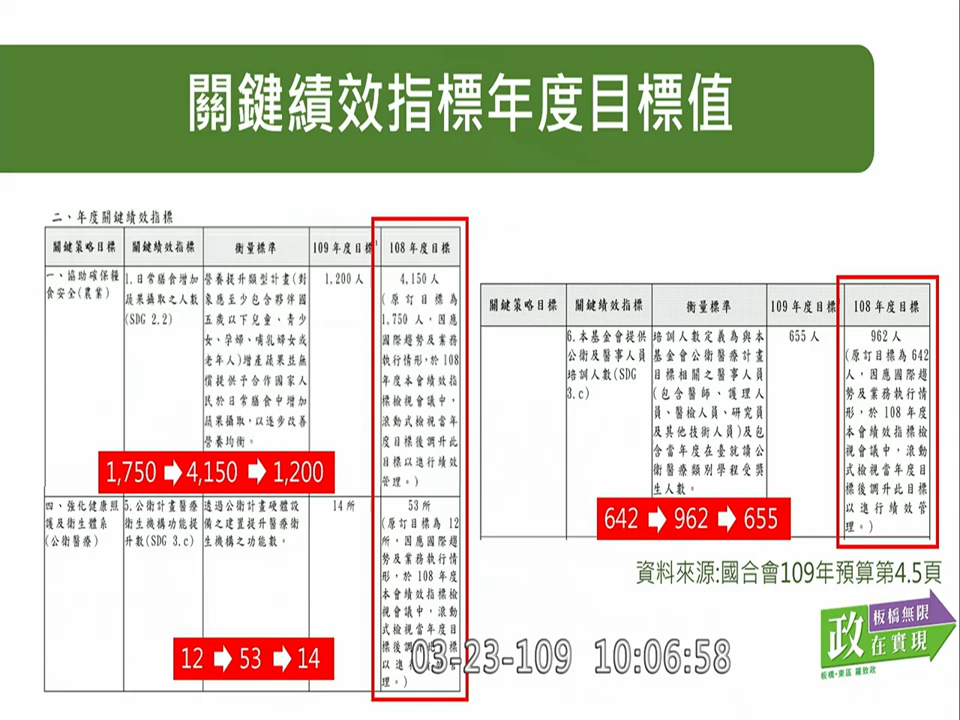 關鍵績效指標年度目標值
二、年度關鍵績效指標
關鍵策略目標 關鍵績效指標 衡量標準 109年度目標 108年度目標
一、協助確保糧
食安全(農業)
1.日常膳食增加
蔬果攝取之人數
(SDG 2.2)
營養提升類型計畫(對
象應至少包含夥伴國
五歲以下兒童、青少
女、孕婦、哺乳婦女或
老年人)增產蔬果並無
償提供予合作國家人
民於日常膳食中增加
蔬果攝取，以逐步改善
營養均衡。
1,200人
4,150人
(原訂目標為
1,750人，因應
國際趨勢及業務
執行情形，於108
年度本會績效指
標檢視會議中，
滾動式檢視當年
度目標後調升此
目標以進行績效
管理。)
1,750 4,150 1,200
四、強化健康照
護及衛生體系
(公衛醫療)
5.公衛計畫醫療
衛生機構功能提
升數(SDG 3.c)
透過公衛計畫硬體設
備之建置提升醫療衛
生機構之功能數。
14所
53所
(原訂目標為12
所，因應國際趨
勢及業務執行情
形，於108年度
本會績效指標檢
視會議中，滾動
式檢視當年度目
標後調升此目標
以進行績效管
理。)
12 53 14
關鍵策略目標 關鍵績效指標 衡量標準 109年度目標 108年度目標
6.本基金會提供
公衛及醫事人員
培訓人數(SDG
3.c)
培訓人數定義為與本
基金會公衛醫療計畫
目標相關之醫事人員
(包含醫師、護理人
員、醫檢人員、研究員
及其他技術人員)及包
含當年度在臺就讀公
衛醫療類別學程受獎
生人數。
655人
962人
(原訂目標為642
人，因應國際趨
勢及業務執行情
形，於108年度
本會績效指標檢
視會議中，滾動
式檢視當年度目
標後調升此目標
以進行績效管
理。)
642 962 655
資料來源:國合會109年預算第4.5頁
政
板橋無限
在實現
板橋•東區 羅致政
03-23-109 10:06:58